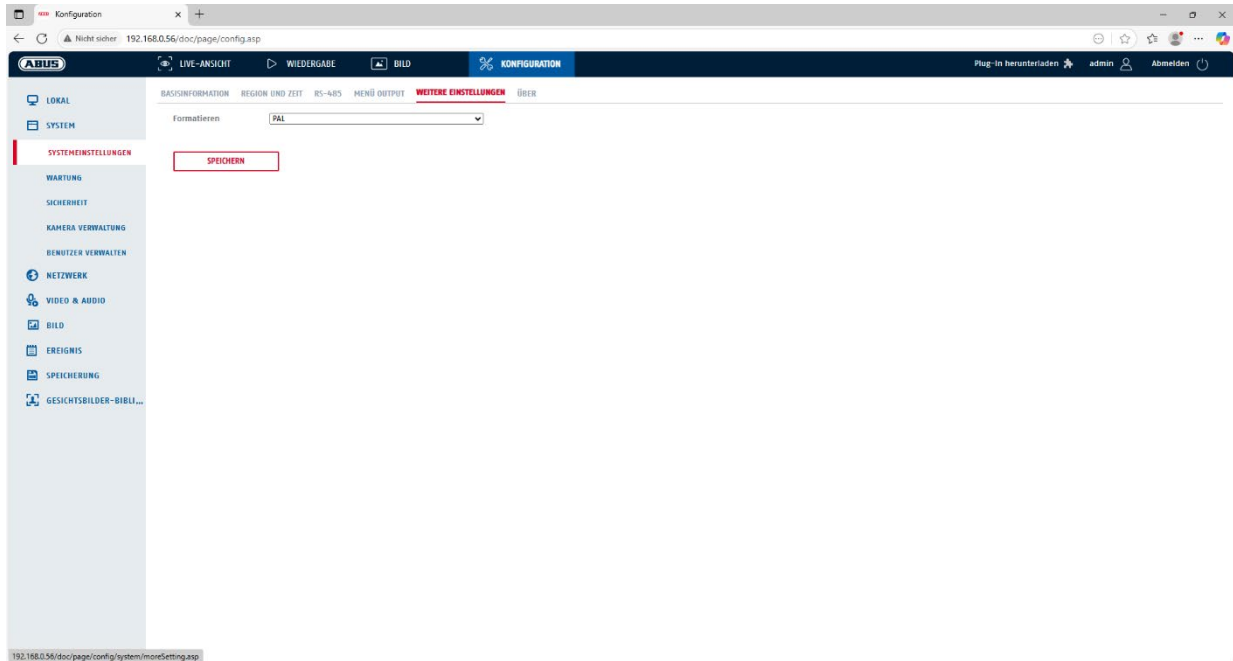 Konfiguration
Nicht sicher 192.168.0.56/doc/page/config.asp
ABUS LIVE-ANSICHT WIEDERGABE BILD KONFIGURATION Plug-In herunterladen admin Abmelden
BASISINFORMATION REGION UND ZEIT RS-485 MENÜ OUTPUT WEITERE EINSTELLUNGEN ÜBER
Formatieren PAL
SPEICHERN
LOKAL
SYSTEM
SYSTEMEINSTELLUNGEN
WARTUNG
SICHERHEIT
KAMERA VERWALTUNG
BENUTZER VERWALTEN
NETZWERK
VIDEO & AUDIO
BILD
EREIGNIS
SPEICHERUNG
GESICHTSBILDER-BIBLI...
192.168.0.56/doc/page/config/system/moreSetting.asp